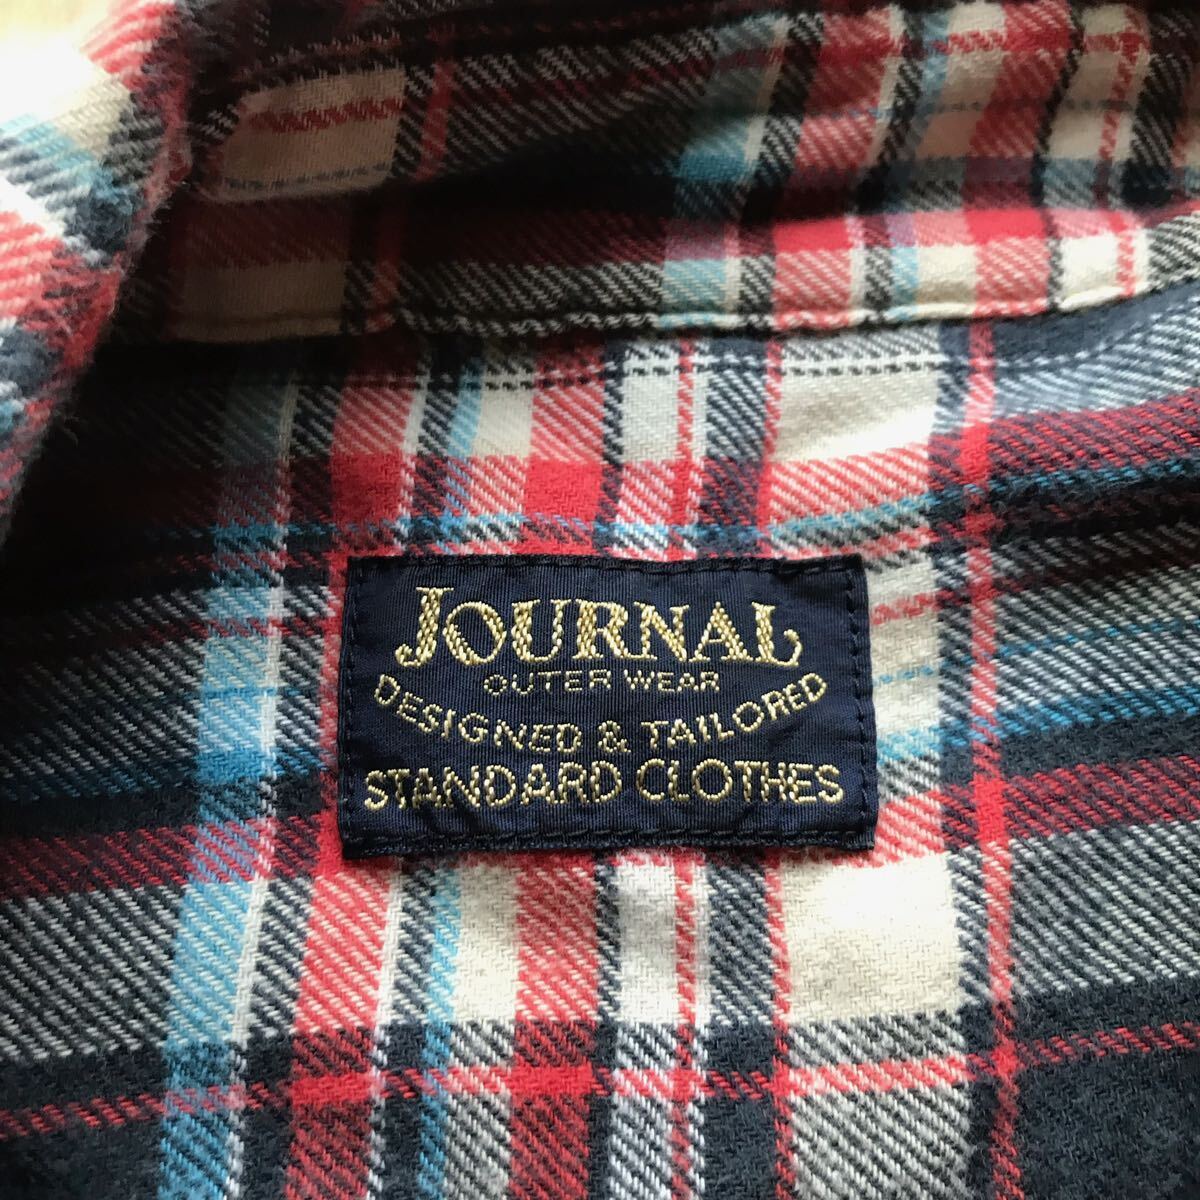 JOURNAL
OUTER WEAR
DESIGNED & TAILORED
STANDARD CLOTHES